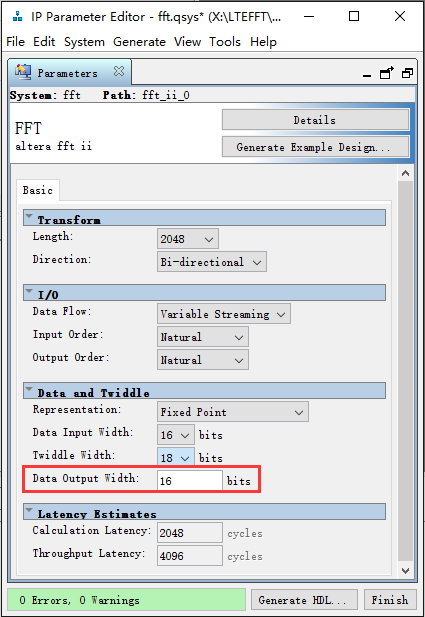 IP Parameter Editor - fft.qsys* (X:\LTEFFT\...
File Edit System Generate View Tools Help
Parameters
System: fft Path: fft_ii_0
FFT
altera_fft_ii
Details
Generate Example Design...
Basic
Transform
Length: 2048
Direction: Bi-directional
I/O
Data Flow: Variable Streaming
Input Order: Natural
Output Order: Natural
Data and Twiddle
Representation: Fixed Point
Data Input Width: 16 bits
Twiddle Width: 18 bits
Data Output Width: 16 bits
Latency Estimates
Calculation Latency: 2048 cycles
Throughput Latency: 4096 cycles
0 Errors, 0 Warnings
Generate HDL...
Finish